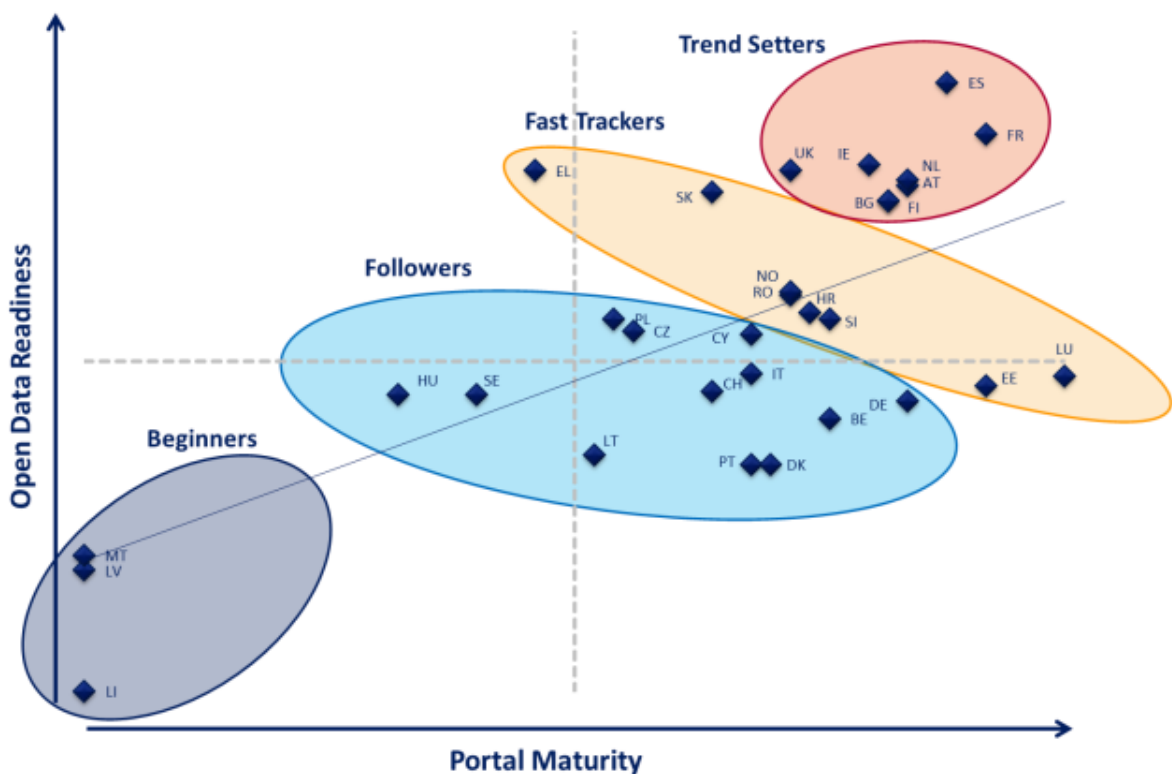 Trend Setters
ES
Fast Trackers
FR
UK
IE
NL
EL
AT
SK
BG
FI
Followers
NO
RO
HR
PL
SI
CZ
CY
LU
IT
EE
HU
SE
CH
DE
BE
Beginners
LT
PT
DK
MT
LV
LI
Open Data Readiness
Portal Maturity